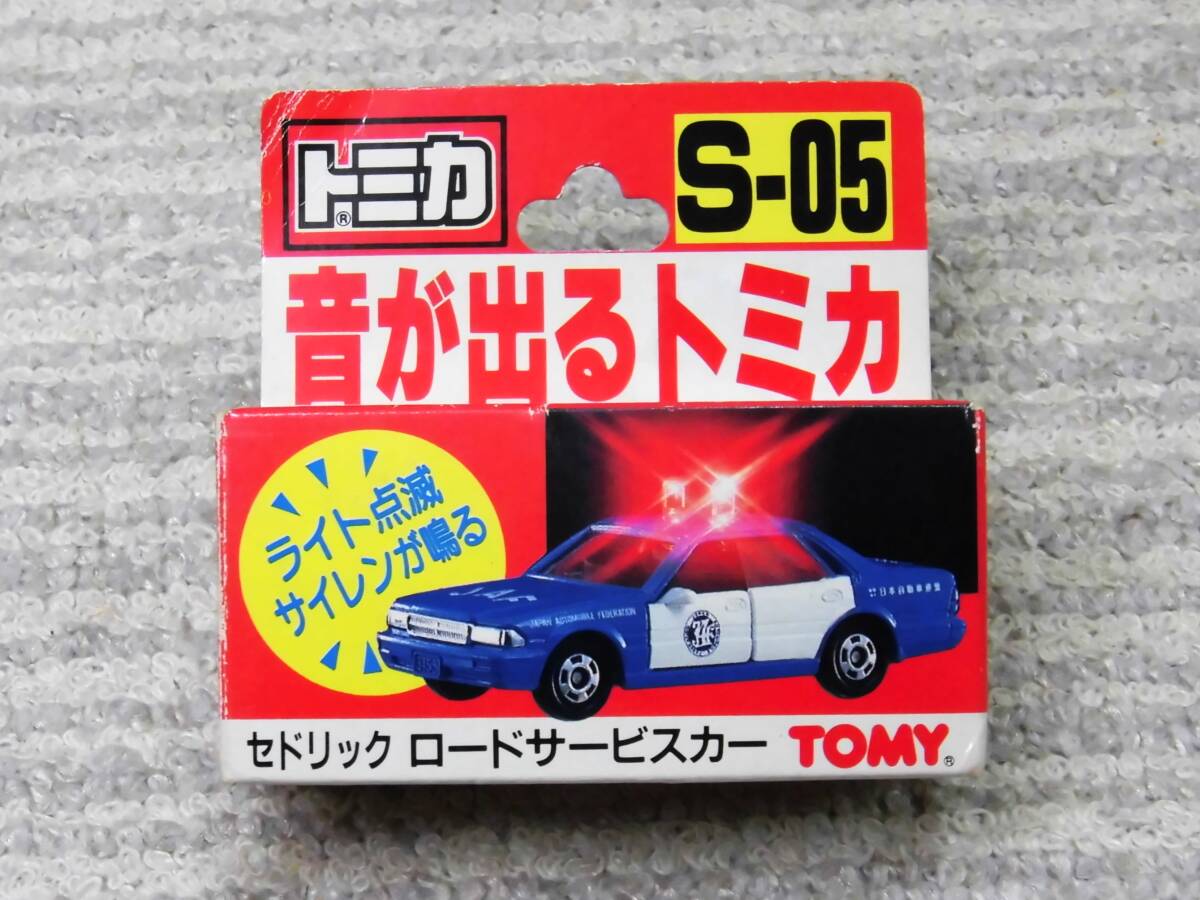 トミカ®
S-05
音が出るトミカ
ライト点滅
サイレンが鳴る
JAF
JAPAN AUTOMOBILE FEDERATION
日本自動車連盟
JAF
セドリック ロードサービスカー TOMY®